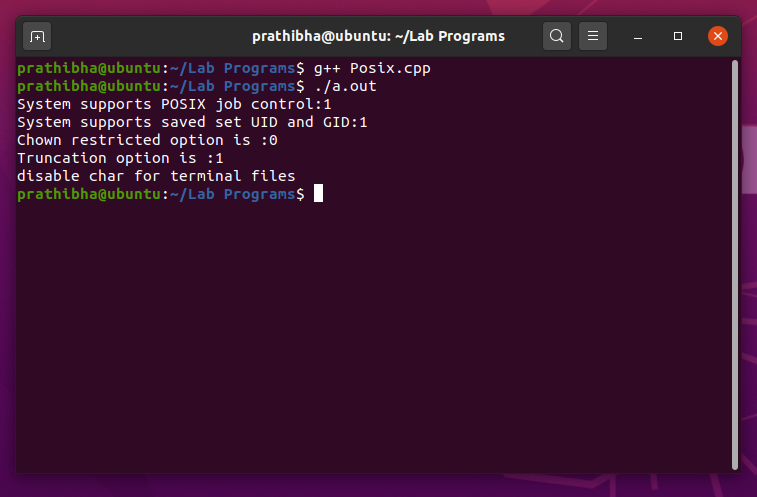 prathibha@ubuntu: ~/Lab Programs
prathibha@ubuntu:~/Lab Programs$ g++ Posix.cpp
prathibha@ubuntu:~/Lab Programs$ ./a.out
System supports POSIX job control:1
System supports saved set UID and GID:1
Chown restricted option is :0
Truncation option is :1
disable char for terminal files
prathibha@ubuntu:~/Lab Programs$